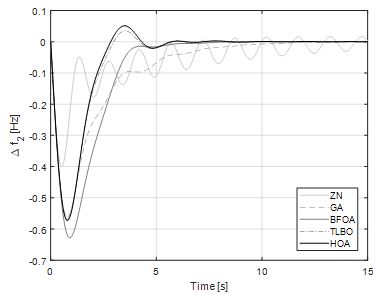 0.1
0
-0.1
-0.2
-0.3
-0.4
-0.5
-0.6
-0.7
Δ f2 [Hz]
ZN
GA
BFOA
TLBO
HOA
0 5 10 15
Time [s]